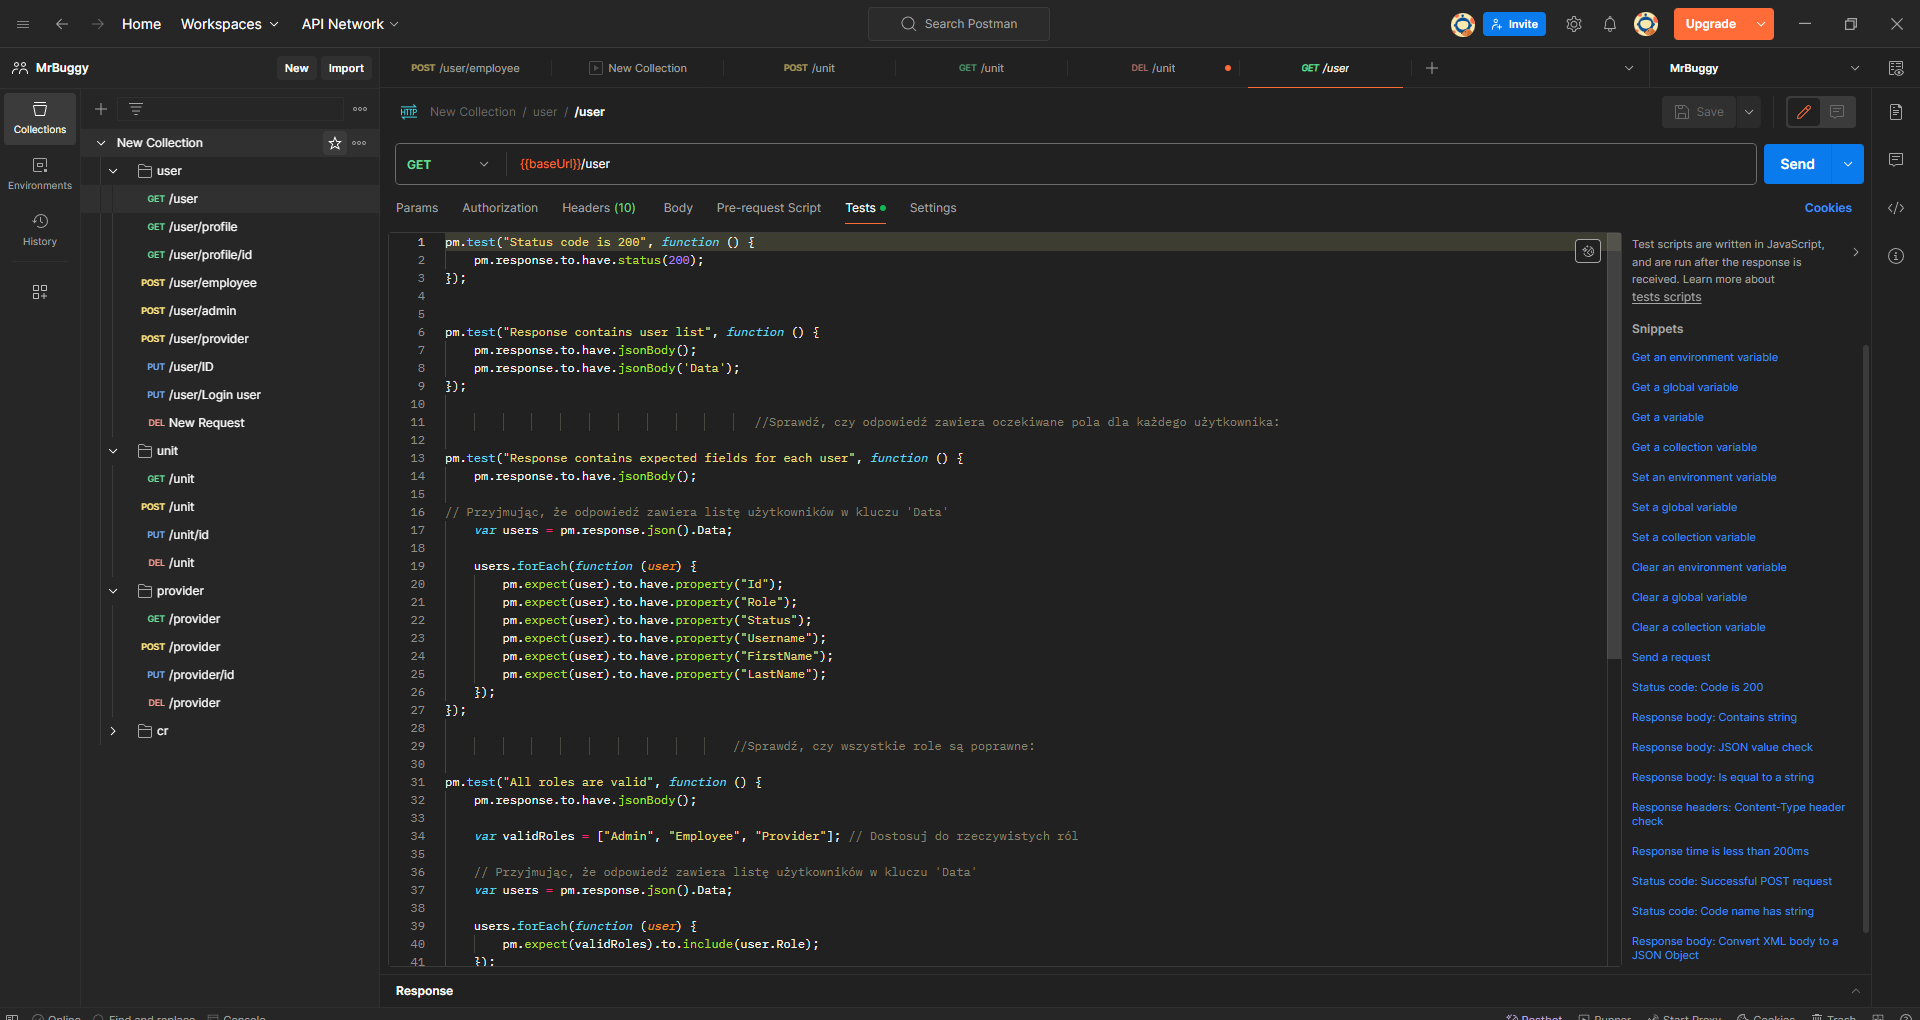 Home
Workspaces
API Network
Search Postman
Invite
Upgrade
MrBuggy
New
Import
POST /user/employee
New Collection
POST /unit
GET /unit
DEL /unit
GET /user
MrBuggy
Collections
Environments
History
New Collection
user
GET /user
GET /user/profile
GET /user/profile/id
POST /user/employee
POST /user/admin
POST /user/provider
PUT /user/ID
PUT /user/Login user
DEL New Request
unit
GET /unit
POST /unit
PUT /unit/id
DEL /unit
provider
GET /provider
POST /provider
PUT /provider/id
DEL /provider
cr
HTTP New Collection / user / /user
Save
GET
{{baseUrl}}/user
Send
Params
Authorization
Headers (10)
Body
Pre-request Script
Tests
Settings
Cookies
1 pm.test("Status code is 200", function () {
2 pm.response.to.have.status(200);
3 });
4
5
6 pm.test("Response contains user list", function () {
7 pm.response.to.have.jsonBody();
8 pm.response.to.have.jsonBody('Data');
9 });
10
11 //Sprawdź, czy odpowiedź zawiera oczekiwane pola dla każdego użytkownika:
12
13 pm.test("Response contains expected fields for each user", function () {
14 pm.response.to.have.jsonBody();
15
16 // Przyjmując, że odpowiedź zawiera listę użytkowników w kluczu 'Data'
17 var users = pm.response.json().Data;
18
19 users.forEach(function (user) {
20 pm.expect(user).to.have.property("Id");
21 pm.expect(user).to.have.property("Role");
22 pm.expect(user).to.have.property("Status");
23 pm.expect(user).to.have.property("Username");
24 pm.expect(user).to.have.property("FirstName");
25 pm.expect(user).to.have.property("LastName");
26 });
27 });
28
29 //Sprawdź, czy wszystkie role są poprawne:
30
31 pm.test("All roles are valid", function () {
32 pm.response.to.have.jsonBody();
33
34 var validRoles = ["Admin", "Employee", "Provider"]; // Dostosuj do rzeczywistych ról
35
36 // Przyjmując, że odpowiedź zawiera listę użytkowników w kluczu 'Data'
37 var users = pm.response.json().Data;
38
39 users.forEach(function (user) {
40 pm.expect(validRoles).to.include(user.Role);
41 });
Test scripts are written in JavaScript,
and are run after the response is
received. Learn more about
tests scripts
Snippets
Get an environment variable
Get a global variable
Get a variable
Get a collection variable
Set an environment variable
Set a global variable
Set a collection variable
Clear an environment variable
Clear a global variable
Clear a collection variable
Send a request
Status code: Code is 200
Response body: Contains string
Response body: JSON value check
Response body: Is equal to a string
Response headers: Content-Type header
check
Response time is less than 200ms
Status code: Successful POST request
Status code: Code name has string
Response body: Convert XML body to a
JSON Object
Response
Online
Find and replace
Console
Postbot
Runner
Start Proxy
Cookies
Trash